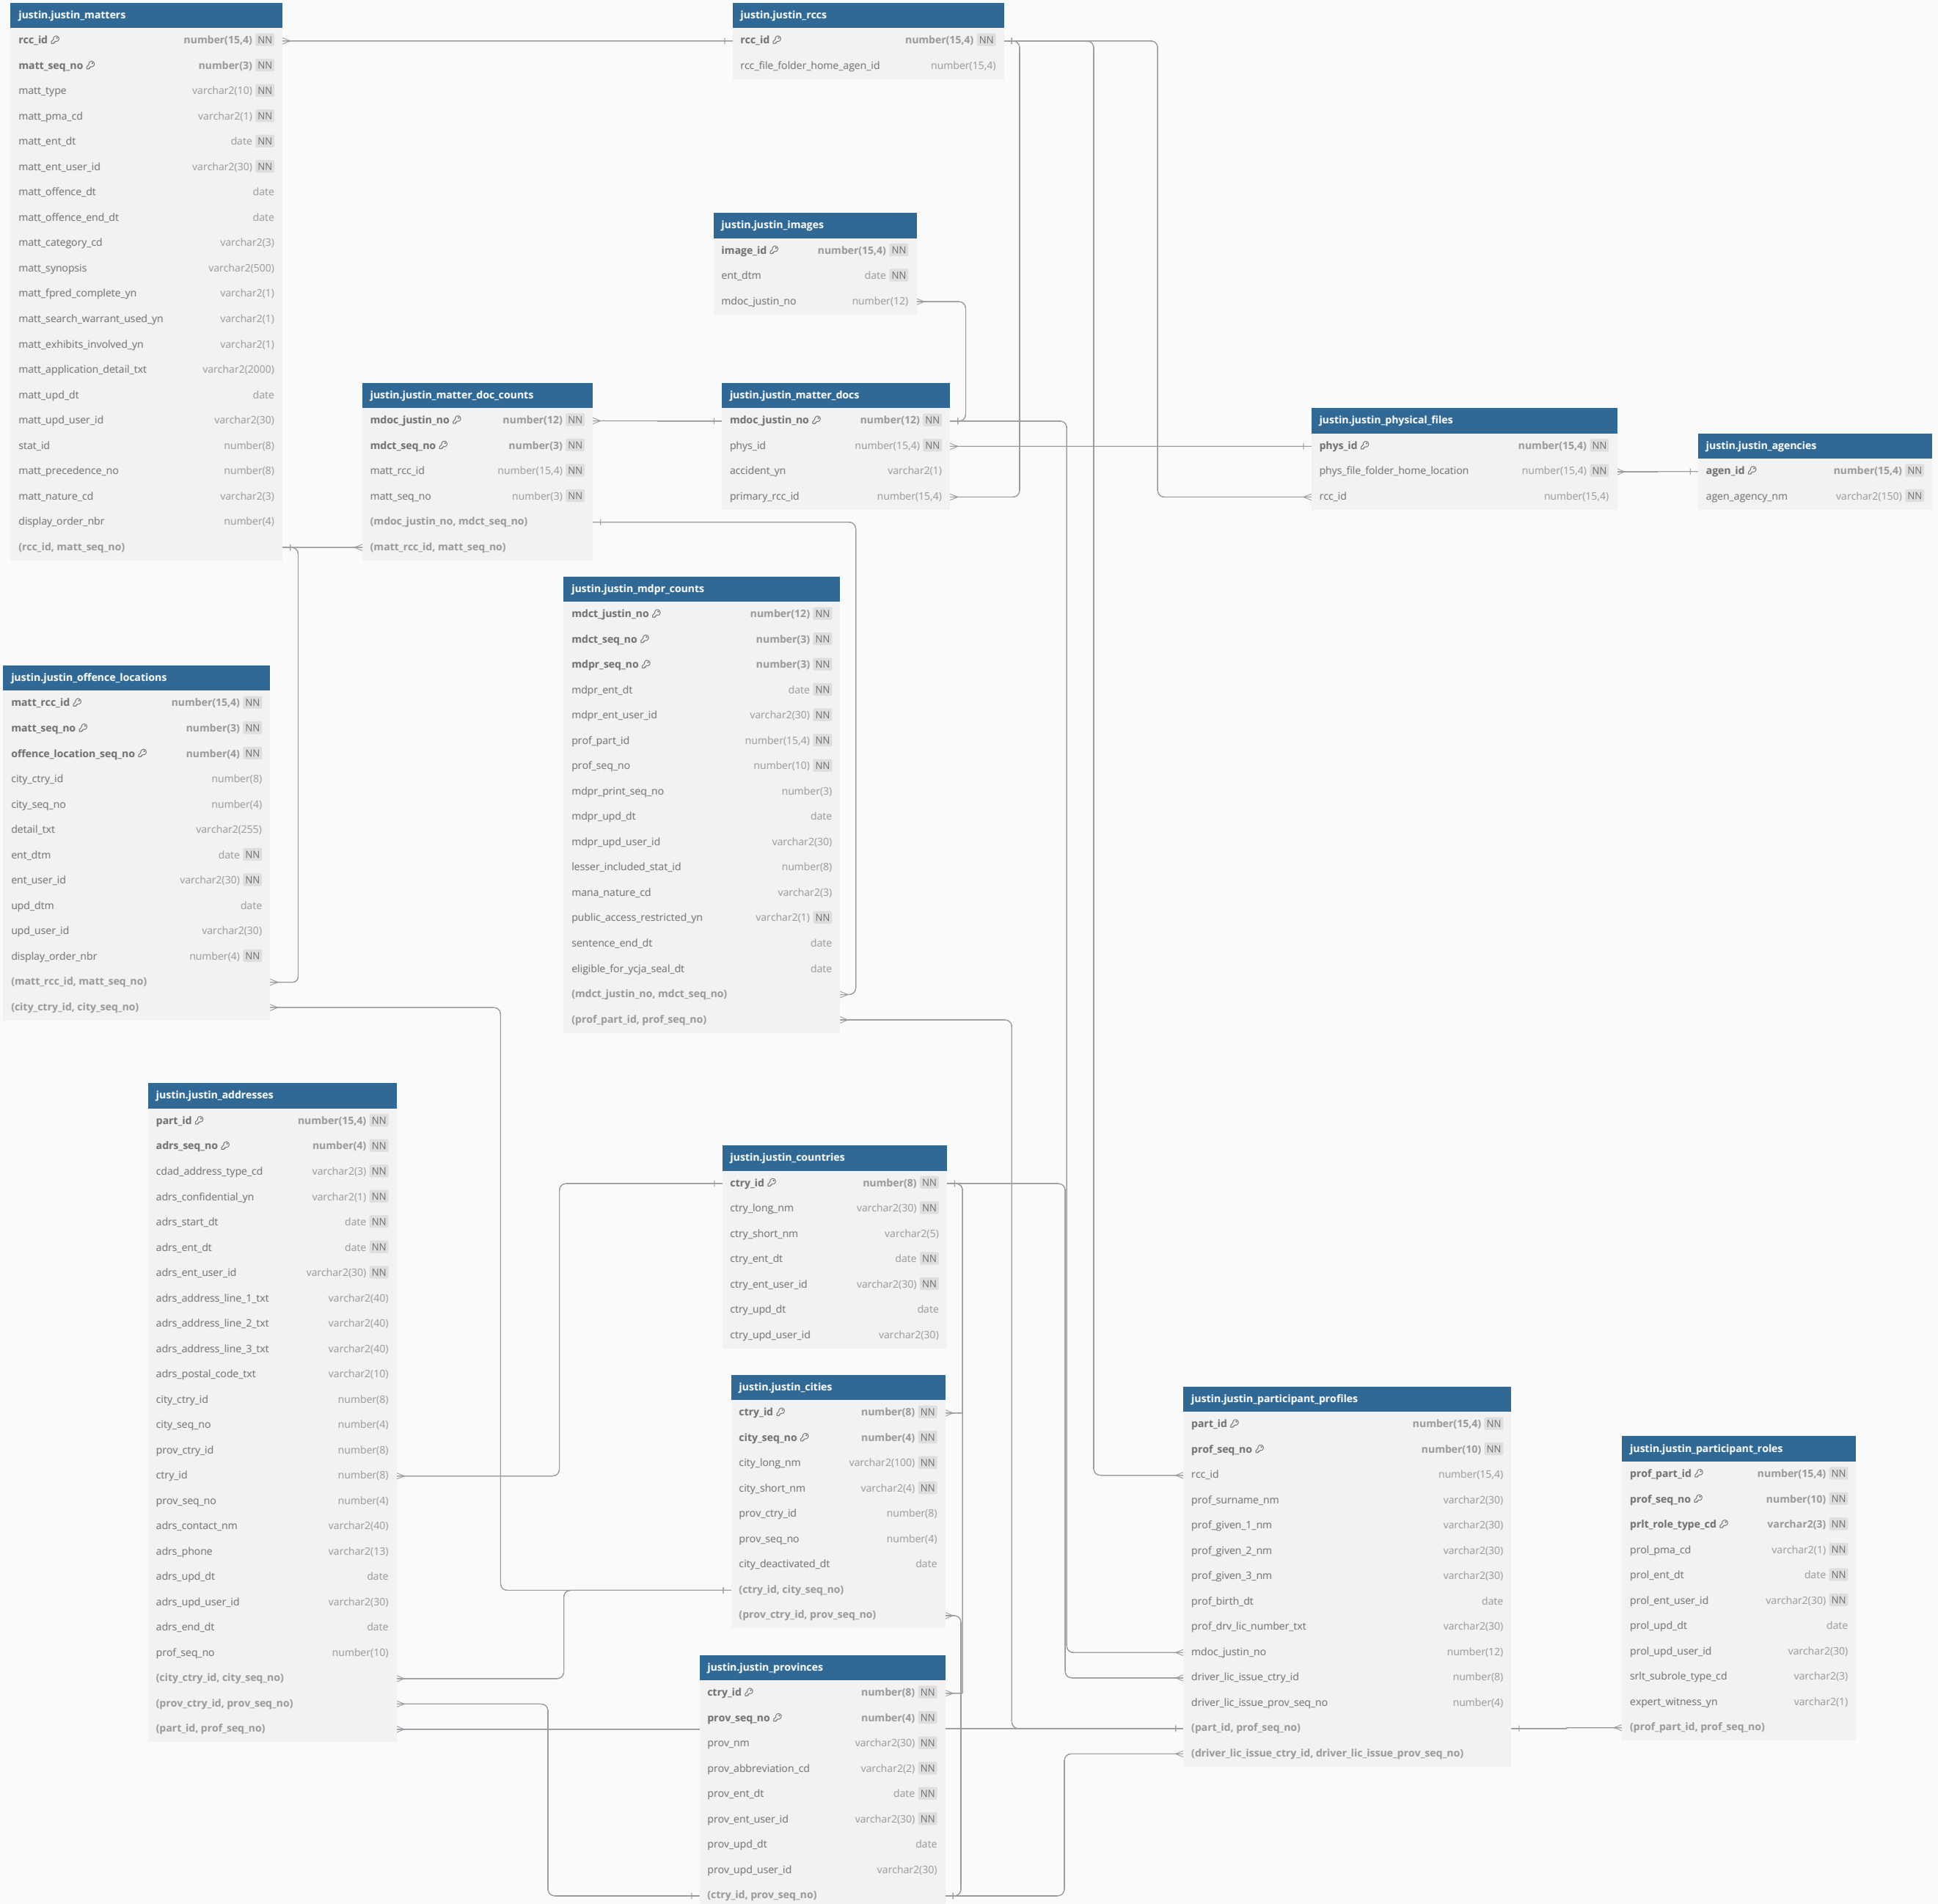 justin.justin_matters
rcc_id number(15,4) NN
matt_seq_no number(3) NN
matt_type varchar2(10) NN
matt_pma_cd varchar2(1) NN
matt_ent_dt date NN
matt_ent_user_id varchar2(30) NN
matt_offence_dt date
matt_offence_end_dt date
matt_category_cd varchar2(3)
matt_synopsis varchar2(500)
matt_fpred_complete_yn varchar2(1)
matt_search_warrant_used_yn varchar2(1)
matt_exhibits_involved_yn varchar2(1)
matt_application_detail_txt varchar2(2000)
matt_upd_dt date
matt_upd_user_id varchar2(30)
stat_id number(8)
matt_precedence_no number(8)
matt_nature_cd varchar2(3)
display_order_nbr number(4)
(rcc_id, matt_seq_no)
justin.justin_rccs
rcc_id number(15,4) NN
rcc_file_folder_home_agen_id number(15,4)
justin.justin_images
image_id number(15,4) NN
ent_dtm date NN
mdoc_justin_no number(12)
justin.justin_matter_doc_counts
mdoc_justin_no number(12) NN
mdct_seq_no number(3) NN
matt_rcc_id number(15,4) NN
matt_seq_no number(3) NN
(mdoc_justin_no, mdct_seq_no)
(matt_rcc_id, matt_seq_no)
justin.justin_matter_docs
mdoc_justin_no number(12) NN
phys_id number(15,4) NN
accident_yn varchar2(1)
primary_rcc_id number(15,4)
justin.justin_physical_files
phys_id number(15,4) NN
phys_file_folder_home_location number(15,4) NN
rcc_id number(15,4)
justin.justin_agencies
agen_id number(15,4) NN
agen_agency_nm varchar2(150) NN
justin.justin_mdpr_counts
mdct_justin_no number(12) NN
mdct_seq_no number(3) NN
mdpr_seq_no number(3) NN
mdpr_ent_dt date NN
mdpr_ent_user_id varchar2(30) NN
prof_part_id number(15,4) NN
prof_seq_no number(10) NN
mdpr_print_seq_no number(3)
mdpr_upd_dt date
mdpr_upd_user_id varchar2(30)
lesser_included_stat_id number(8)
mana_nature_cd varchar2(3)
public_access_restricted_yn varchar2(1) NN
sentence_end_dt date
eligible_for_ycja_seal_dt date
(mdct_justin_no, mdct_seq_no)
(prof_part_id, prof_seq_no)
justin.justin_offence_locations
matt_rcc_id number(15,4) NN
matt_seq_no number(3) NN
offence_location_seq_no number(4) NN
city_ctry_id number(8)
city_seq_no number(4)
detail_txt varchar2(255)
ent_dtm date NN
ent_user_id varchar2(30) NN
upd_dtm date
upd_user_id varchar2(30)
display_order_nbr number(4) NN
(matt_rcc_id, matt_seq_no)
(city_ctry_id, city_seq_no)
justin.justin_addresses
part_id number(15,4) NN
adrs_seq_no number(4) NN
cdad_address_type_cd varchar2(3) NN
adrs_confidential_yn varchar2(1) NN
adrs_start_dt date NN
adrs_ent_dt date NN
adrs_ent_user_id varchar2(30) NN
adrs_address_line_1_txt varchar2(40)
adrs_address_line_2_txt varchar2(40)
adrs_address_line_3_txt varchar2(40)
adrs_postal_code_txt varchar2(10)
city_ctry_id number(8)
city_seq_no number(4)
prov_ctry_id number(8)
ctry_id number(8)
prov_seq_no number(4)
adrs_contact_nm varchar2(40)
adrs_phone varchar2(13)
adrs_upd_dt date
adrs_upd_user_id varchar2(30)
adrs_end_dt date
prof_seq_no number(10)
(city_ctry_id, city_seq_no)
(prov_ctry_id, prov_seq_no)
(part_id, prof_seq_no)
justin.justin_countries
ctry_id number(8) NN
ctry_long_nm varchar2(30) NN
ctry_short_nm varchar2(5)
ctry_ent_dt date NN
ctry_ent_user_id varchar2(30) NN
ctry_upd_dt date
ctry_upd_user_id varchar2(30)
justin.justin_cities
ctry_id number(8) NN
city_seq_no number(4) NN
city_long_nm varchar2(100) NN
city_short_nm varchar2(4) NN
prov_ctry_id number(8)
prov_seq_no number(4)
city_deactivated_dt date
(ctry_id, city_seq_no)
(prov_ctry_id, prov_seq_no)
justin.justin_provinces
ctry_id number(8) NN
prov_seq_no number(4) NN
prov_nm varchar2(30) NN
prov_abbreviation_cd varchar2(2) NN
prov_ent_dt date NN
prov_ent_user_id varchar2(30) NN
prov_upd_dt date
prov_upd_user_id varchar2(30)
(ctry_id, prov_seq_no)
justin.justin_participant_profiles
part_id number(15,4) NN
prof_seq_no number(10) NN
rcc_id number(15,4)
prof_surname_nm varchar2(30)
prof_given_1_nm varchar2(30)
prof_given_2_nm varchar2(30)
prof_given_3_nm varchar2(30)
prof_birth_dt date
prof_drv_lic_number_txt varchar2(30)
mdoc_justin_no number(12)
driver_lic_issue_ctry_id number(8)
driver_lic_issue_prov_seq_no number(4)
(part_id, prof_seq_no)
(driver_lic_issue_ctry_id, driver_lic_issue_prov_seq_no)
justin.justin_participant_roles
prof_part_id number(15,4) NN
prof_seq_no number(10) NN
prlt_role_type_cd varchar2(3) NN
prol_pma_cd varchar2(1) NN
prol_ent_dt date NN
prol_ent_user_id varchar2(30) NN
prol_upd_dt date
prol_upd_user_id varchar2(30)
srlt_subrole_type_cd varchar2(3)
expert_witness_yn varchar2(1)
(prof_part_id, prof_seq_no)